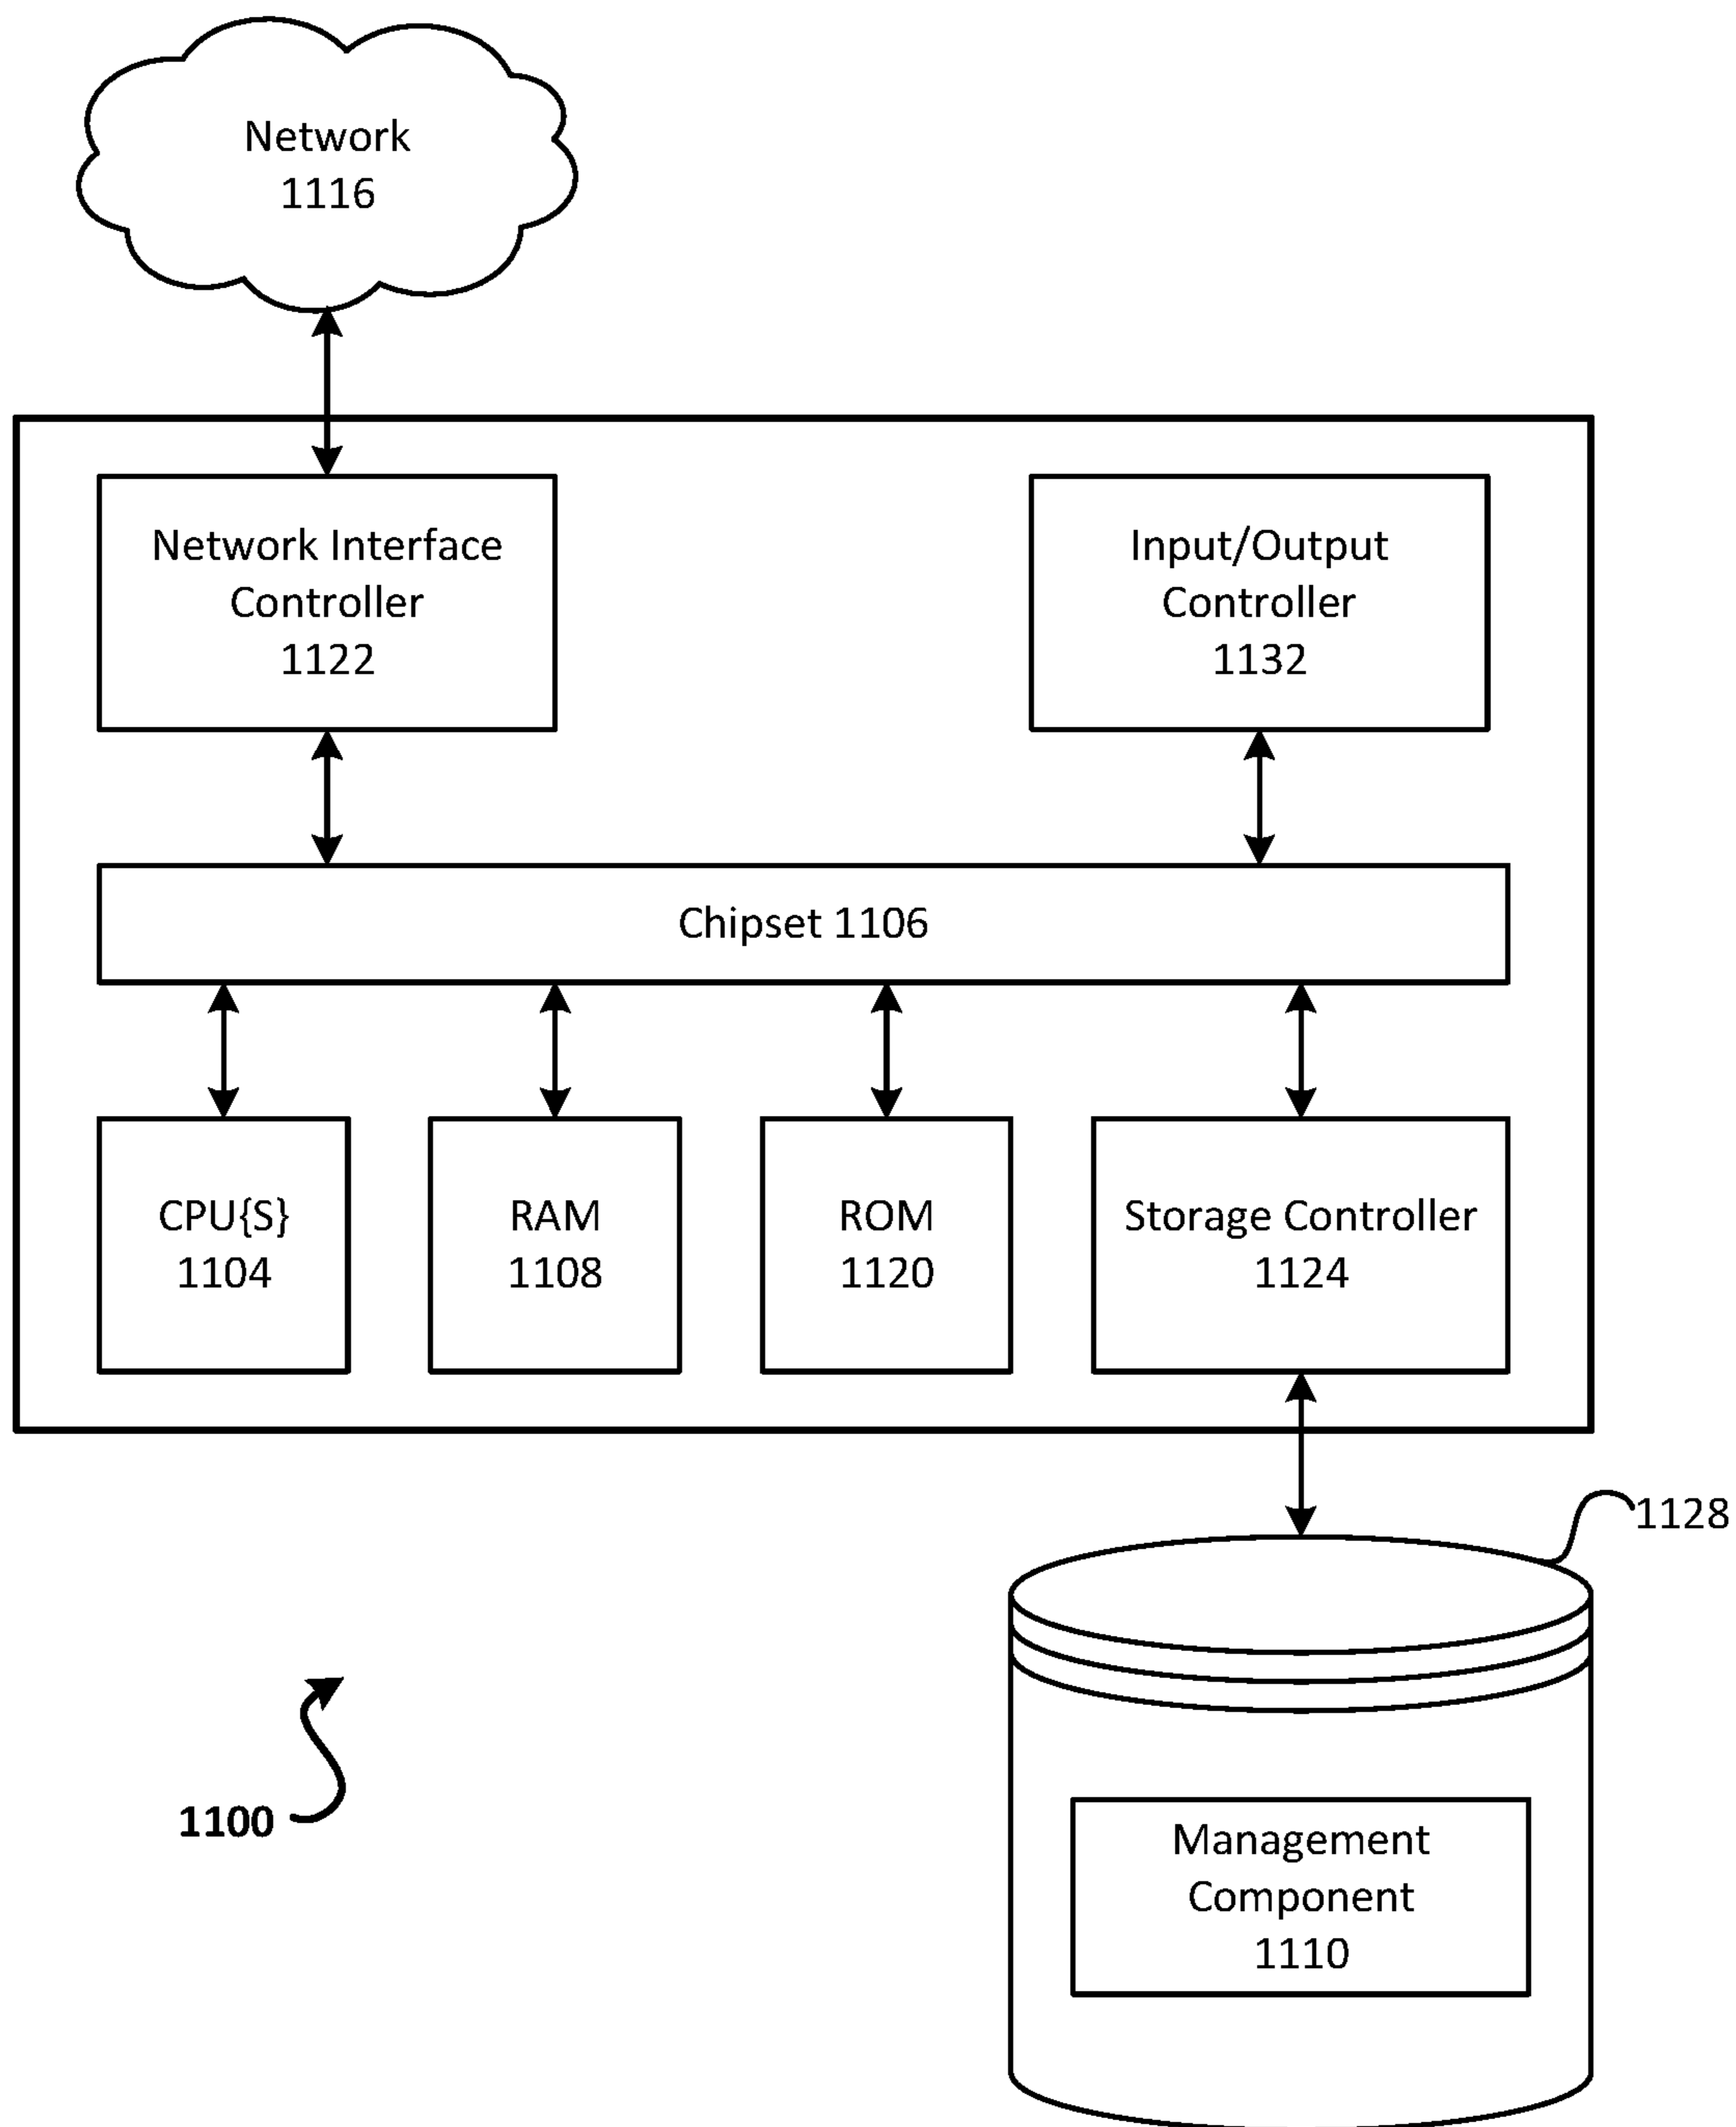 Network
1116
Network Interface
Controller
1122
Input/Output
Controller
1132
Chipset 1106
CPU{S}
1104
RAM
1108
ROM
1120
Storage Controller
1124
1128
1100
Management
Component
1110